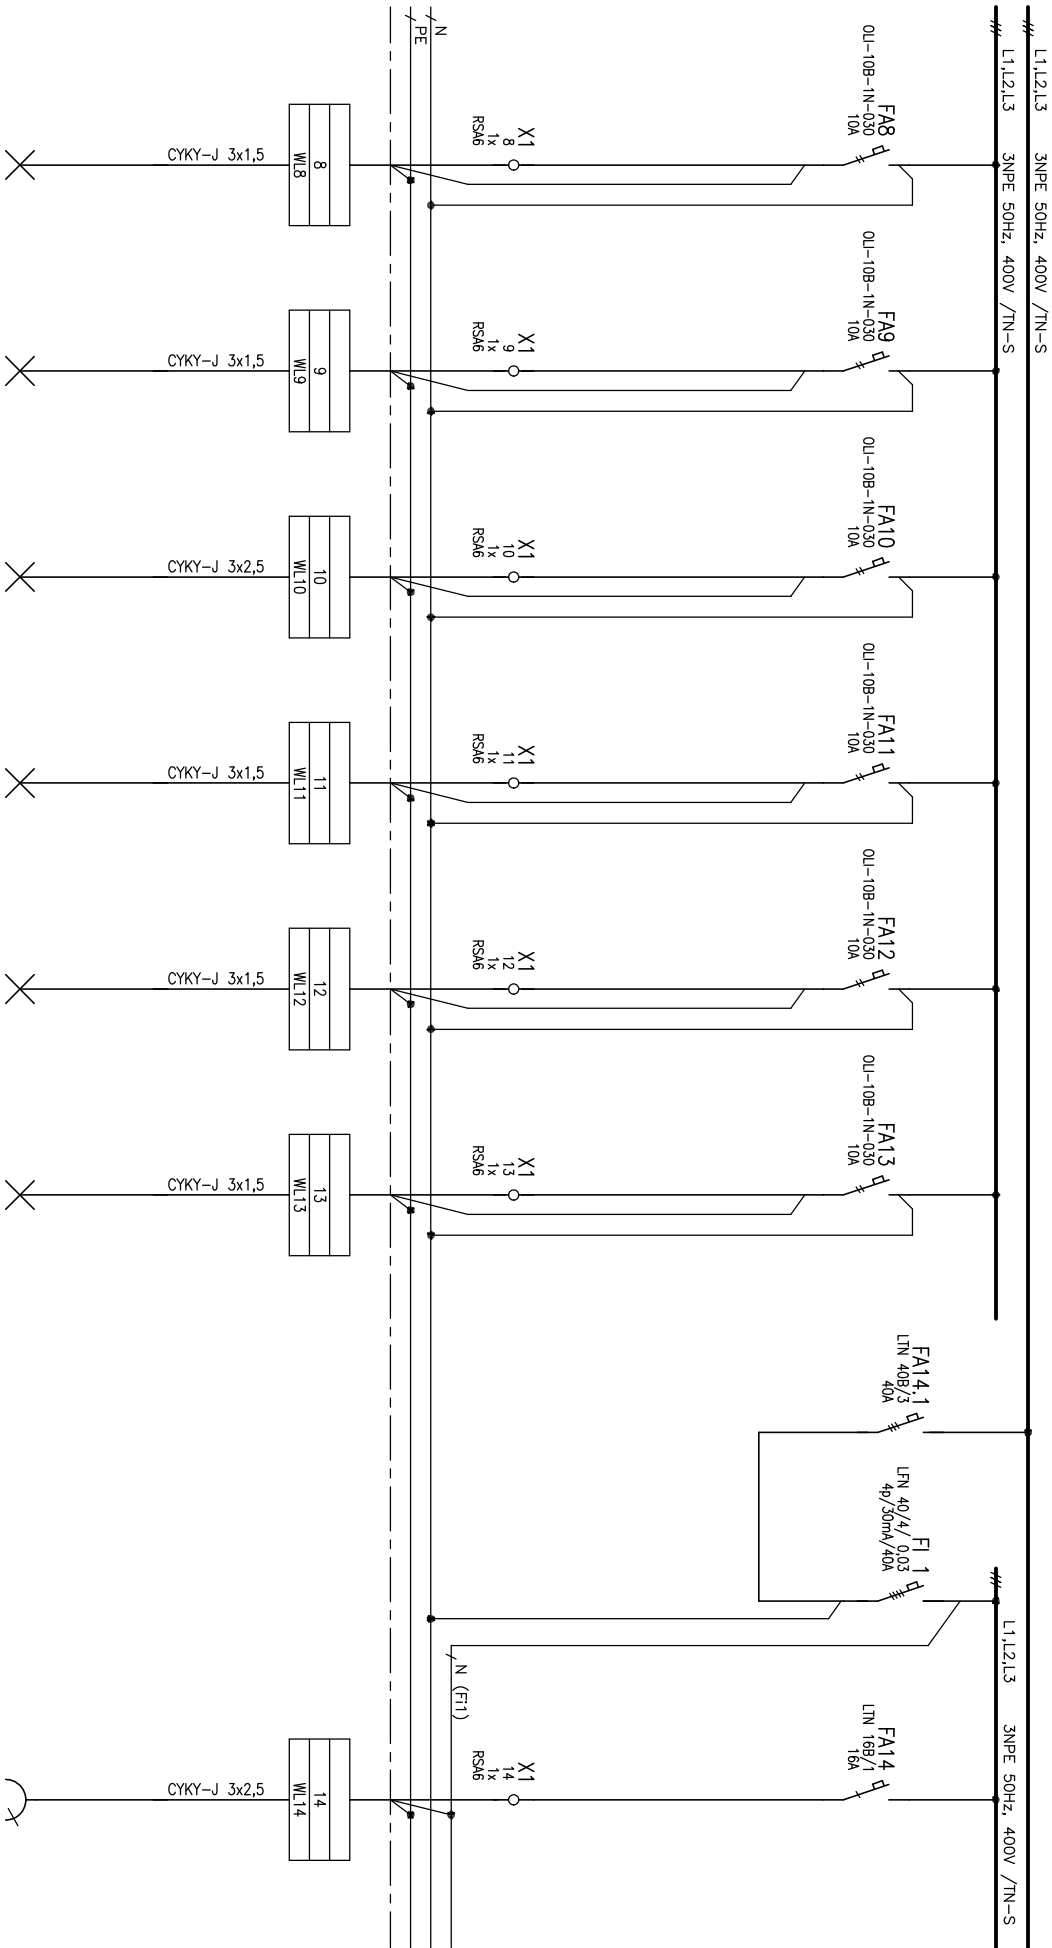 L1,L2,L3 3NPE 50Hz, 400V /TN-S
L1,L2,L3 3NPE 50Hz, 400V /TN-S
FA8
OLI-10B-1N-030
10A
FA9
OLI-10B-1N-030
10A
FA10
OLI-10B-1N-030
10A
FA11
OLI-10B-1N-030
10A
FA12
OLI-10B-1N-030
10A
FA13
OLI-10B-1N-030
10A
FA14.1
LTN 40B/3
40A
FI 1
LFN 40/4/ 0,03
4p/30mA/40A
L1,L2,L3 3NPE 50Hz, 400V /TN-S
FA14
LTN 16B/1
16A
X1
8
1x
RSA6
X1
9
1x
RSA6
X1
10
1x
RSA6
X1
11
1x
RSA6
X1
12
1x
RSA6
X1
13
1x
RSA6
X1
14
1x
RSA6
N
PE
N (Fi1)
8
WL8
9
WL9
10
WL10
11
WL11
12
WL12
13
WL13
14
WL14
CYKY-J 3x1,5
CYKY-J 3x1,5
CYKY-J 3x2,5
CYKY-J 3x1,5
CYKY-J 3x1,5
CYKY-J 3x1,5
CYKY-J 3x2,5